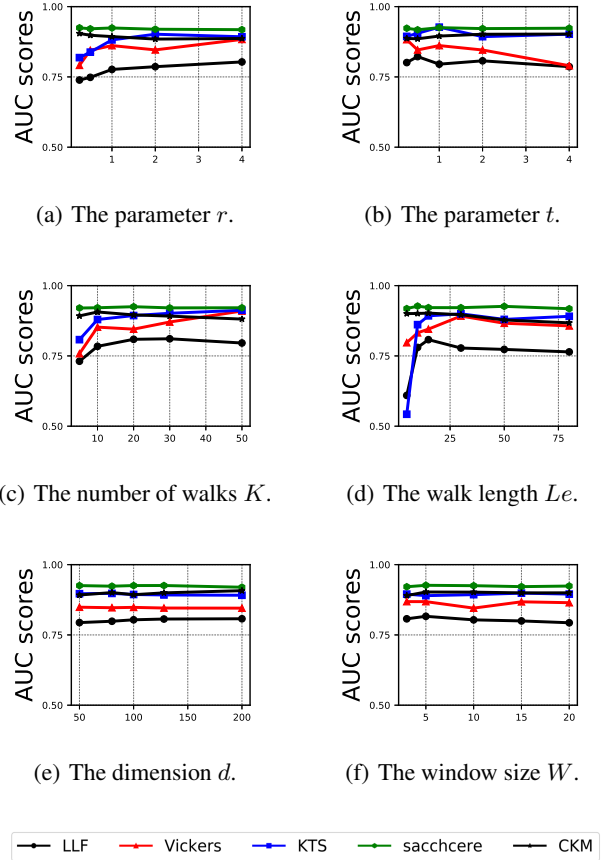 AUC scores
0.75
0.50
1 2 3 4
(a) The parameter r.
AUC scores
0.75
0.50
1 2 3 4
(b) The parameter t.
AUC scores
1.00
0.75
0.50
10 20 30 40 50
(c) The number of walks K.
AUC scores
1.00
0.75
0.50
25 50 75
(d) The walk length Le.
AUC scores
1.00
0.75
0.50
50 100 150 200
(e) The dimension d.
AUC scores
1.00
0.75
0.50
5 10 15 20
(f) The window size W.
LLF Vickers KTS sacchcere CKM